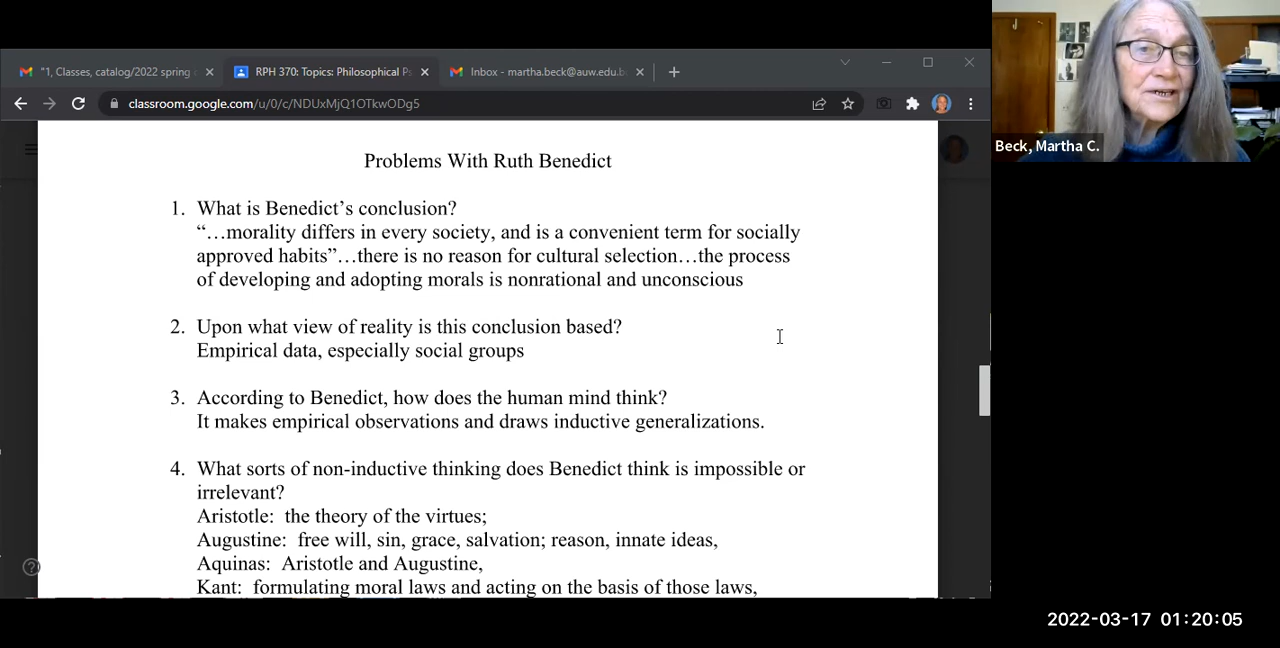 "1, Classes, catalog/2022 spring
RPH 370: Topics: Philosophical
Inbox - martha.beck@auw.edu.b
classroom.google.com/u/0/c/NDUxMjQ1OTkwODg5
Beck, Martha C.
Problems With Ruth Benedict
1. What is Benedict's conclusion?
"…morality differs in every society, and is a convenient term for socially
approved habits"…there is no reason for cultural selection…the process
of developing and adopting morals is nonrational and unconscious
2. Upon what view of reality is this conclusion based?
Empirical data, especially social groups
3. According to Benedict, how does the human mind think?
It makes empirical observations and draws inductive generalizations.
4. What sorts of non-inductive thinking does Benedict think is impossible or
irrelevant?
Aristotle: the theory of the virtues;
Augustine: free will, sin, grace, salvation; reason, innate ideas,
Aquinas: Aristotle and Augustine,
Kant: formulating moral laws and acting on the basis of those laws,
2022-03-17 01:20:05